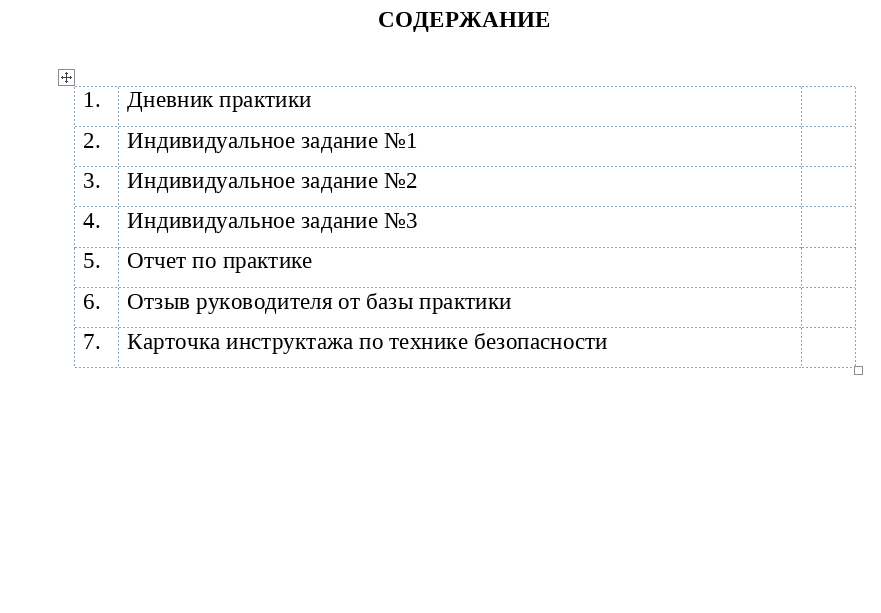 СОДЕРЖАНИЕ
1. Дневник практики
2. Индивидуальное задание №1
3. Индивидуальное задание №2
4. Индивидуальное задание №3
5. Отчет по практике
6. Отзыв руководителя от базы практики
7. Карточка инструктажа по технике безопасности